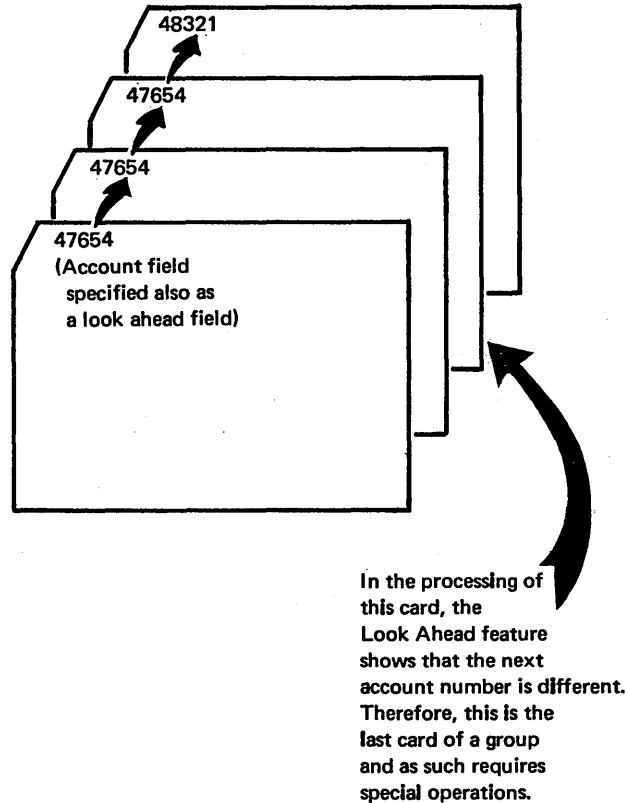 48321
47654
47654
47654
(Account field
specified also as
a look ahead field)
In the processing of
this card, the
Look Ahead feature
shows that the next
account number is different.
Therefore, this is the
last card of a group
and as such requires
special operations.